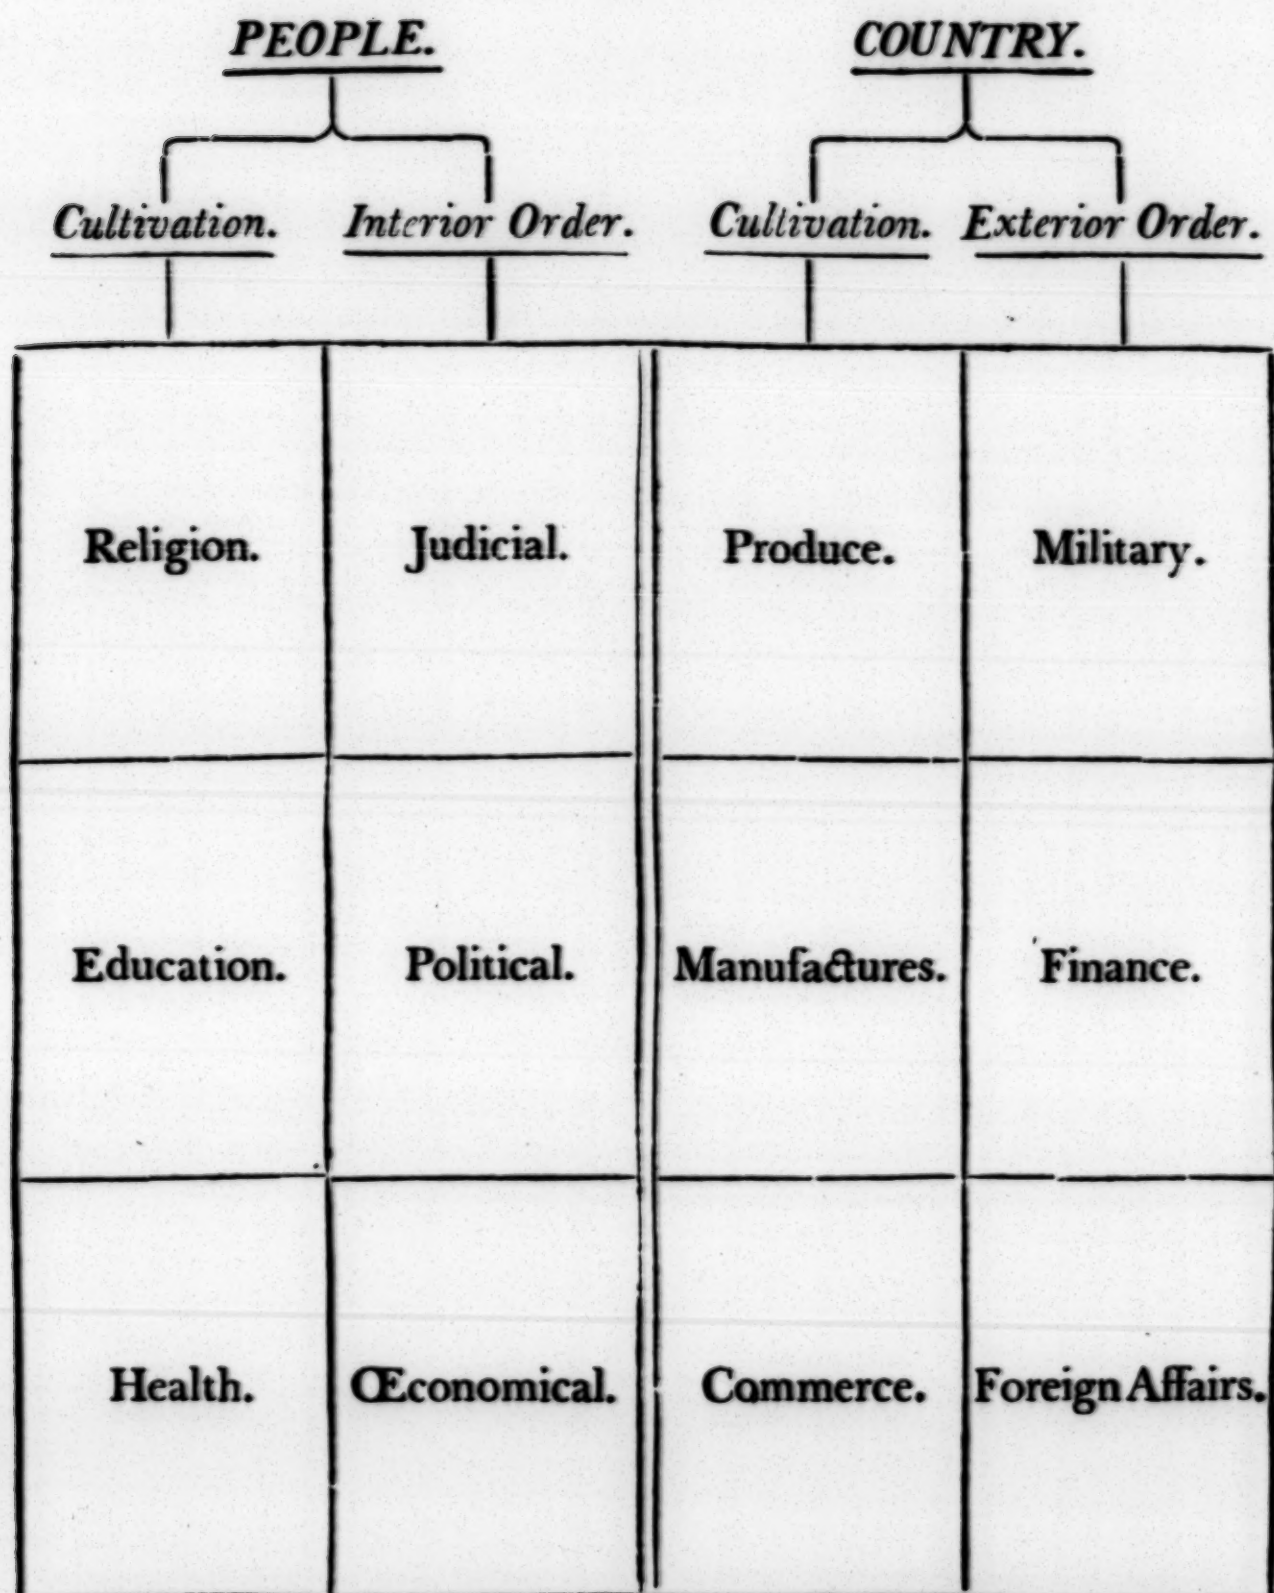 PEOPLE. COUNTRY.
Cultivation. Interior Order. Cultivation. Exterior Order.
Religion. Judicial. Produce. Military.
Education. Political. Manufactures. Finance.
Health. Œconomical. Commerce. Foreign Affairs.